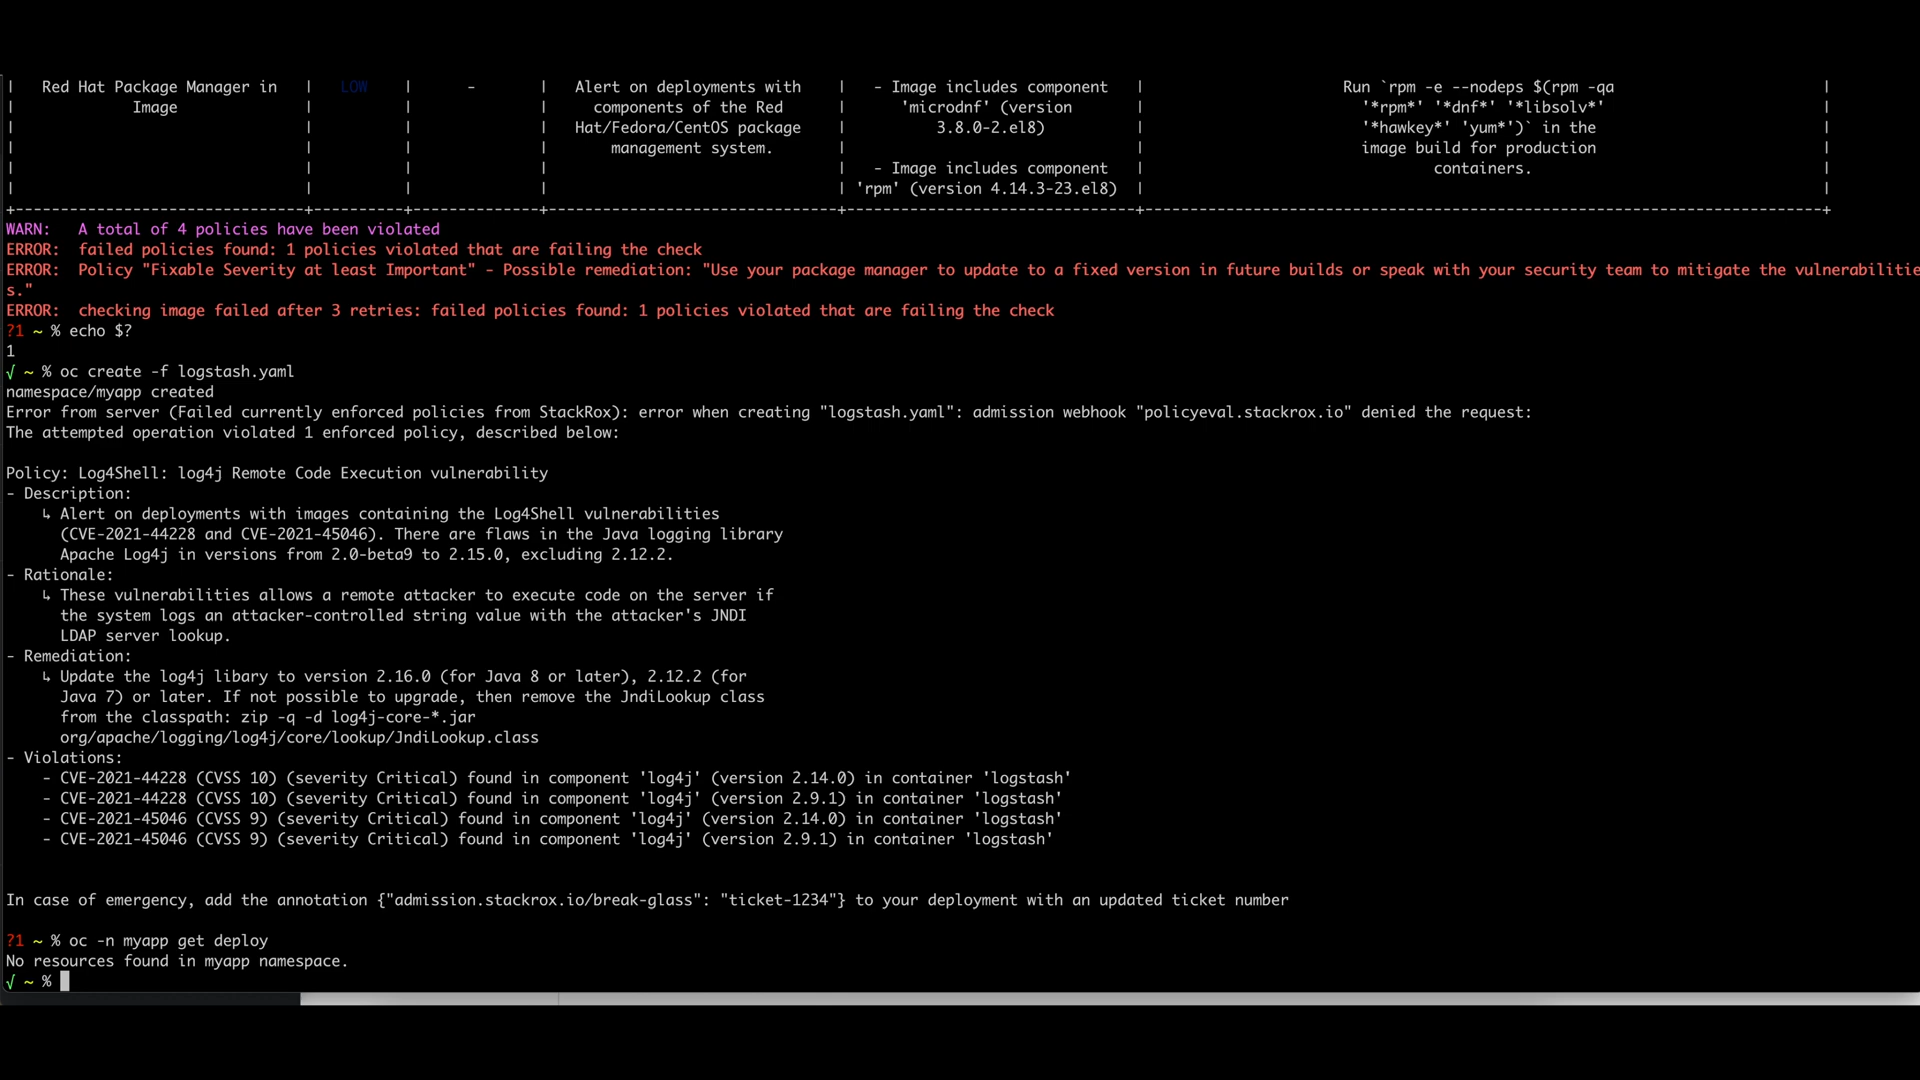 | Red Hat Package Manager in | LOW | - | Alert on deployments with | - Image includes component | Run `rpm -e --nodeps $(rpm -qa |
| Image | | | components of the Red | 'microdnf' (version | '*rpm*' '*dnf*' '*libsolv*' |
| | | | Hat/Fedora/CentOS package | 3.8.0-2.el8) | '*hawkey*' 'yum*')` in the |
| | | | management system. | | image build for production |
| | | | | - Image includes component | containers. |
| | | | | 'rpm' (version 4.14.3-23.el8) | |
+--------------------------------+----------+--------------+--------------------------------+--------------------------------+---------------------------------------------------------------------------+
WARN: A total of 4 policies have been violated
ERROR: failed policies found: 1 policies violated that are failing the check
ERROR: Policy "Fixable Severity at least Important" - Possible remediation: "Use your package manager to update to a fixed version in future builds or speak with your security team to mitigate the vulnerabilitie
s."
ERROR: checking image failed after 3 retries: failed policies found: 1 policies violated that are failing the check
?1 ~ % echo $?
1
√ ~ % oc create -f logstash.yaml
namespace/myapp created
Error from server (Failed currently enforced policies from StackRox): error when creating "logstash.yaml": admission webhook "policyeval.stackrox.io" denied the request:
The attempted operation violated 1 enforced policy, described below:
Policy: Log4Shell: log4j Remote Code Execution vulnerability
- Description:
↳ Alert on deployments with images containing the Log4Shell vulnerabilities
(CVE-2021-44228 and CVE-2021-45046). There are flaws in the Java logging library
Apache Log4j in versions from 2.0-beta9 to 2.15.0, excluding 2.12.2.
- Rationale:
↳ These vulnerabilities allows a remote attacker to execute code on the server if
the system logs an attacker-controlled string value with the attacker's JNDI
LDAP server lookup.
- Remediation:
↳ Update the log4j libary to version 2.16.0 (for Java 8 or later), 2.12.2 (for
Java 7) or later. If not possible to upgrade, then remove the JndiLookup class
from the classpath: zip -q -d log4j-core-*.jar
org/apache/logging/log4j/core/lookup/JndiLookup.class
- Violations:
- CVE-2021-44228 (CVSS 10) (severity Critical) found in component 'log4j' (version 2.14.0) in container 'logstash'
- CVE-2021-44228 (CVSS 10) (severity Critical) found in component 'log4j' (version 2.9.1) in container 'logstash'
- CVE-2021-45046 (CVSS 9) (severity Critical) found in component 'log4j' (version 2.14.0) in container 'logstash'
- CVE-2021-45046 (CVSS 9) (severity Critical) found in component 'log4j' (version 2.9.1) in container 'logstash'
In case of emergency, add the annotation {"admission.stackrox.io/break-glass": "ticket-1234"} to your deployment with an updated ticket number
?1 ~ % oc -n myapp get deploy
No resources found in myapp namespace.
√ ~ %